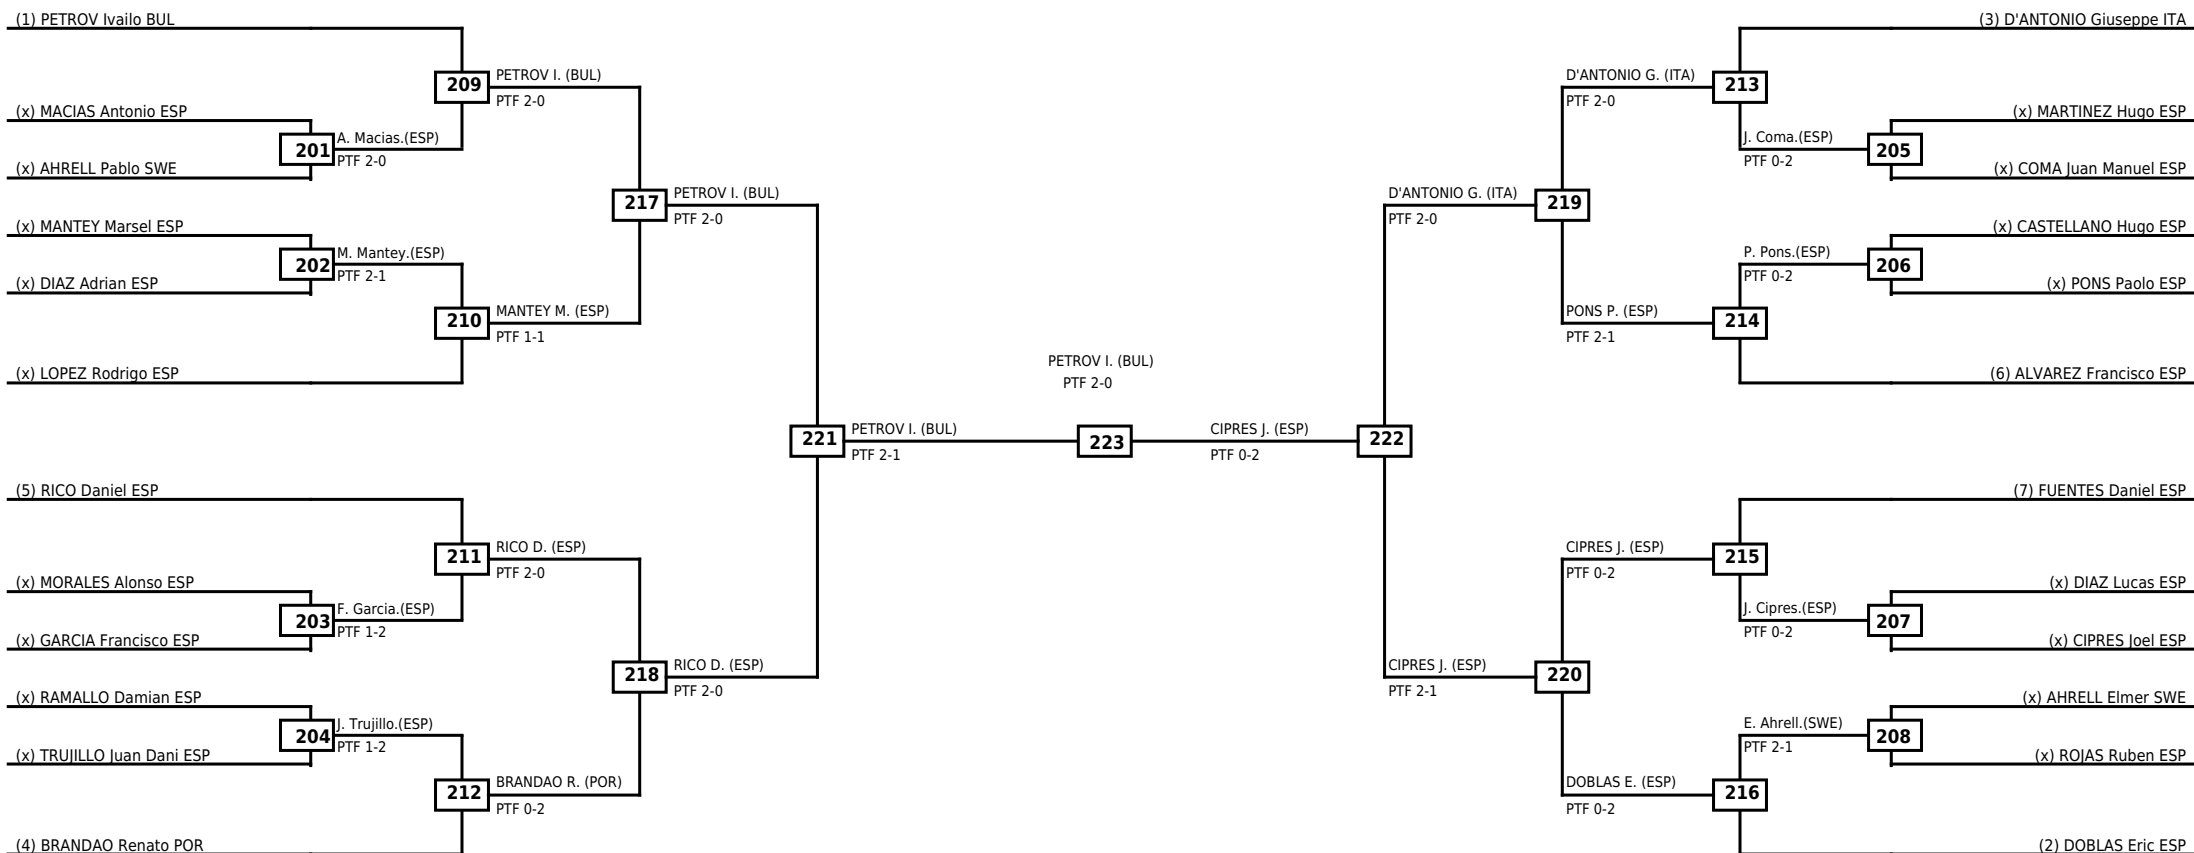 (1) PETROV Ivailo BUL
(3) D'ANTONIO Giuseppe ITA
209
PETROV I. (BUL)
PTF 2-0
D'ANTONIO G. (ITA)
PTF 2-0
213
(x) MACIAS Antonio ESP
(x) MARTINEZ Hugo ESP
201
A. Macias.(ESP)
PTF 2-0
J. Coma.(ESP)
PTF 0-2
205
(x) AHRELL Pablo SWE
(x) COMA Juan Manuel ESP
217
PETROV I. (BUL)
PTF 2-0
D'ANTONIO G. (ITA)
PTF 2-0
219
(x) MANTEY Marsel ESP
(x) CASTELLANO Hugo ESP
202
M. Mantey.(ESP)
PTF 2-1
P. Pons.(ESP)
PTF 0-2
206
(x) DIAZ Adrian ESP
(x) PONS Paolo ESP
210
MANTEY M. (ESP)
PTF 1-1
PONS P. (ESP)
PTF 2-1
214
(x) LOPEZ Rodrigo ESP
(6) ALVAREZ Francisco ESP
PETROV I. (BUL)
PTF 2-0
221
PETROV I. (BUL)
PTF 2-1
223
CIPRES J. (ESP)
PTF 0-2
222
(5) RICO Daniel ESP
(7) FUENTES Daniel ESP
211
RICO D. (ESP)
PTF 2-0
CIPRES J. (ESP)
PTF 0-2
215
(x) MORALES Alonso ESP
(x) DIAZ Lucas ESP
203
F. Garcia.(ESP)
PTF 1-2
J. Cipres.(ESP)
PTF 0-2
207
(x) GARCIA Francisco ESP
(x) CIPRES Joel ESP
218
RICO D. (ESP)
PTF 2-0
CIPRES J. (ESP)
PTF 2-1
220
(x) RAMALLO Damian ESP
(x) AHRELL Elmer SWE
204
J. Trujillo.(ESP)
PTF 1-2
E. Ahrell.(SWE)
PTF 2-1
208
(x) TRUJILLO Juan Dani ESP
(x) ROJAS Ruben ESP
212
BRANDAO R. (POR)
PTF 0-2
DOBLAS E. (ESP)
PTF 0-2
216
(4) BRANDAO Renato POR
(2) DOBLAS Eric ESP